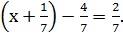 (x + 1/7) − 4/7 = 2/7.